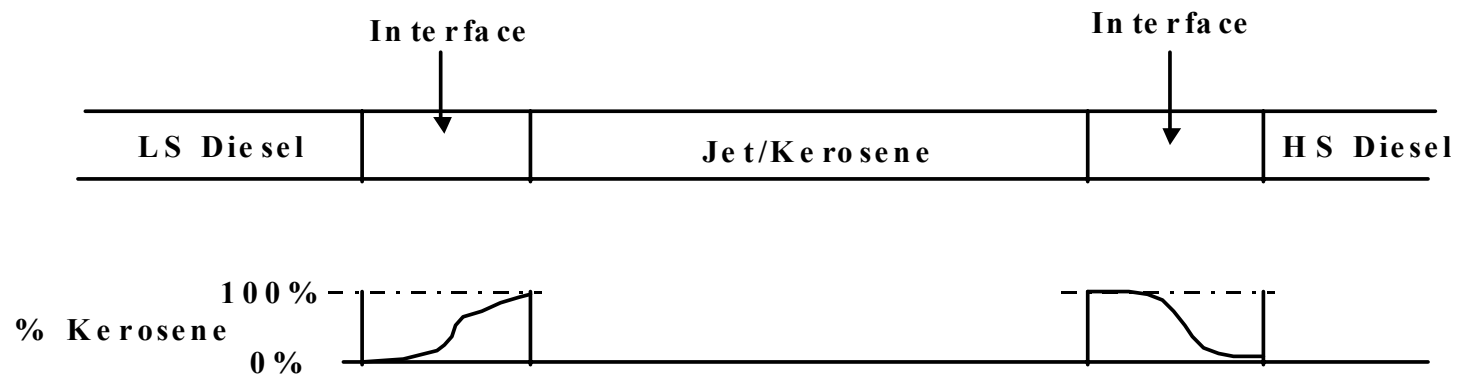 Interface
Interface
LS Diesel
Jet/Kerosene
HS Diesel
100%
% Kerosene
0%